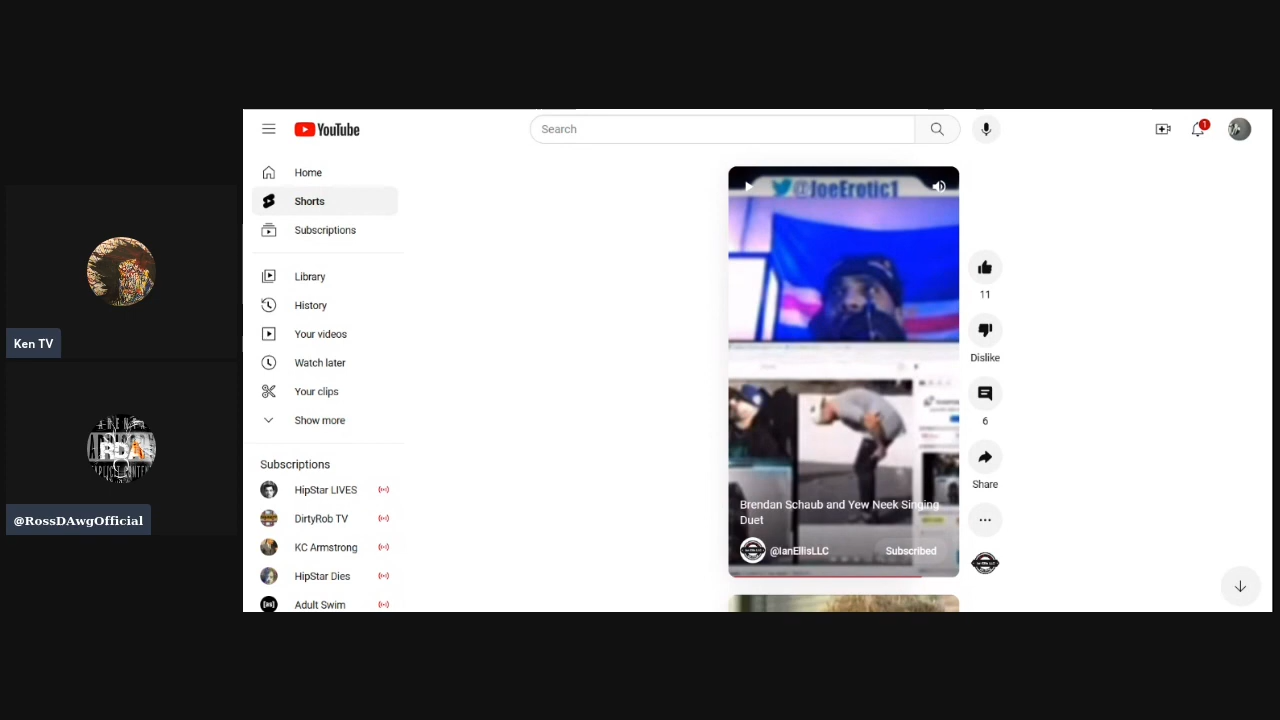 YouTube
Search
1
Home
Shorts
Subscriptions
Library
History
Your videos
Watch later
Your clips
Show more
Subscriptions
HipStar LIVES
DirtyRob TV
KC Armstrong
HipStar Dies
Adult Swim
@JoeErotic1
Brendan Schaub and Yew Neek Singing
Duet
@IanEllisLLC
Subscribed
11
Dislike
6
Share
Ken TV
RDA
@RossDAwgOfficial